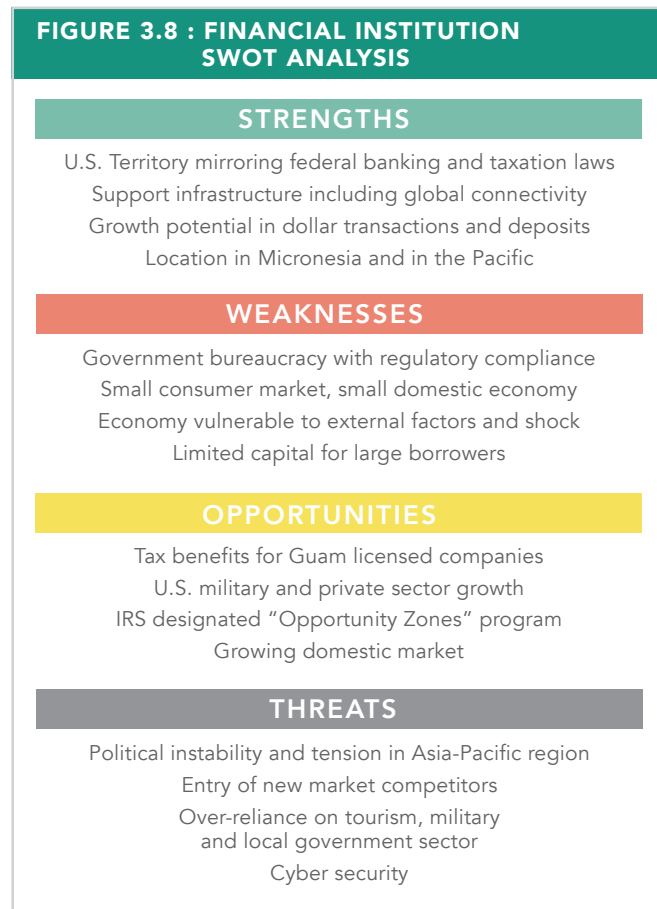 FIGURE 3.8 : FINANCIAL INSTITUTION
SWOT ANALYSIS
STRENGTHS
U.S. Territory mirroring federal banking and taxation laws
Support infrastructure including global connectivity
Growth potential in dollar transactions and deposits
Location in Micronesia and in the Pacific
WEAKNESSES
Government bureaucracy with regulatory compliance
Small consumer market, small domestic economy
Economy vulnerable to external factors and shock
Limited capital for large borrowers
OPPORTUNITIES
Tax benefits for Guam licensed companies
U.S. military and private sector growth
IRS designated “Opportunity Zones” program
Growing domestic market
THREATS
Political instability and tension in Asia-Pacific region
Entry of new market competitors
Over-reliance on tourism, military
and local government sector
Cyber security